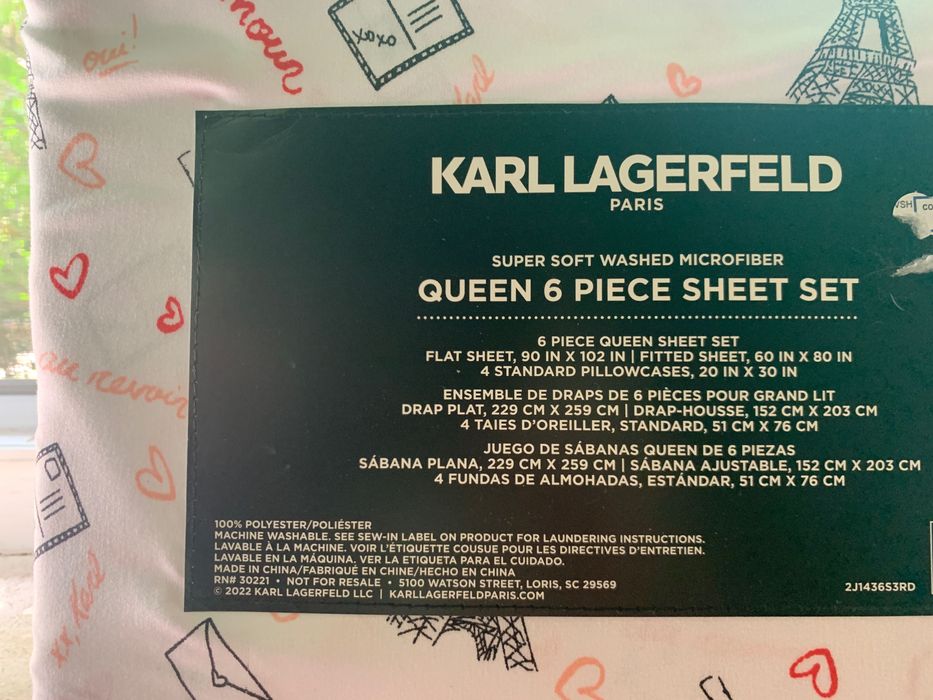 amour
oui!
xoxo
KARL LAGERFELD
PARIS
SUPER SOFT WASHED MICROFIBER
QUEEN 6 PIECE SHEET SET
6 PIECE QUEEN SHEET SET
FLAT SHEET, 90 IN X 102 IN | FITTED SHEET, 60 IN X 80 IN
4 STANDARD PILLOWCASES, 20 IN X 30 IN
ENSEMBLE DE DRAPS DE 6 PIÈCES POUR GRAND LIT
DRAP PLAT, 229 CM X 259 CM | DRAP-HOUSSE, 152 CM X 203 CM
4 TAIES D'OREILLER, STANDARD, 51 CM X 76 CM
JUEGO DE SÁBANAS QUEEN DE 6 PIEZAS
SÁBANA PLANA, 229 CM X 259 CM | SÁBANA AJUSTABLE, 152 CM X 203 CM
4 FUNDAS DE ALMOHADAS, ESTÁNDAR, 51 CM X 76 CM
au revoir
100% POLYESTER/POLIÉSTER
MACHINE WASHABLE. SEE SEW-IN LABEL ON PRODUCT FOR LAUNDERING INSTRUCTIONS.
LAVABLE À LA MACHINE. VOIR L'ÉTIQUETTE COUSUE POUR LES DIRECTIVES D'ENTRETIEN.
LAVABLE EN LA MÁQUINA. VER LA ETIQUETA PARA EL CUIDADO.
MADE IN CHINA/FABRIQUÉ EN CHINE/HECHO EN CHINA
RN# 30221 • NOT FOR RESALE • 5100 WATSON STREET, LORIS, SC 29569
© 2022 KARL LAGERFELD LLC | KARLLAGERFELDPARIS.COM
2J1436S3RD
xx, Karl